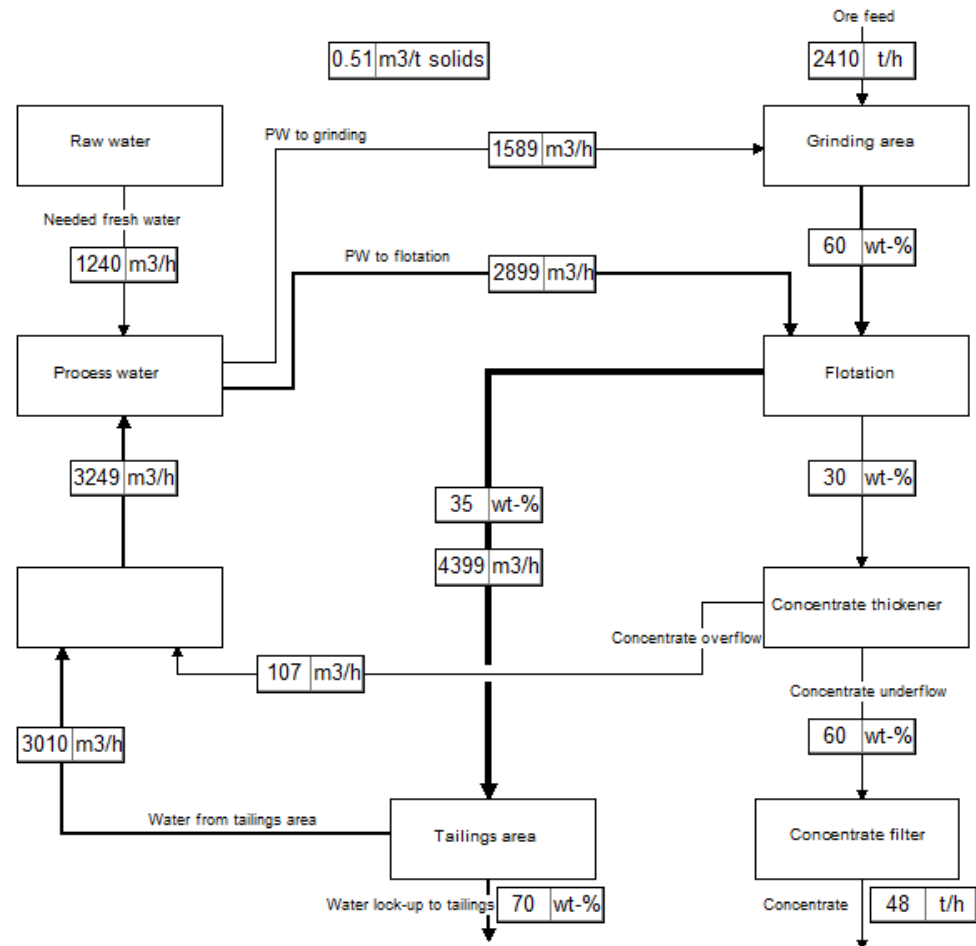 Ore feed
0.51 m3/t solids
2410 t/h
Raw water
PW to grinding
1589 m3/h
Grinding area
Needed fresh water
1240 m3/h
PW to flotation
2899 m3/h
60 wt-%
Process water
Flotation
3249 m3/h
35 wt-%
30 wt-%
4399 m3/h
Concentrate thickener
Concentrate overflow
107 m3/h
Concentrate underflow
3010 m3/h
60 wt-%
Water from tailings area
Tailings area
Concentrate filter
Water lock-up to tailings
70 wt-%
Concentrate
48 t/h